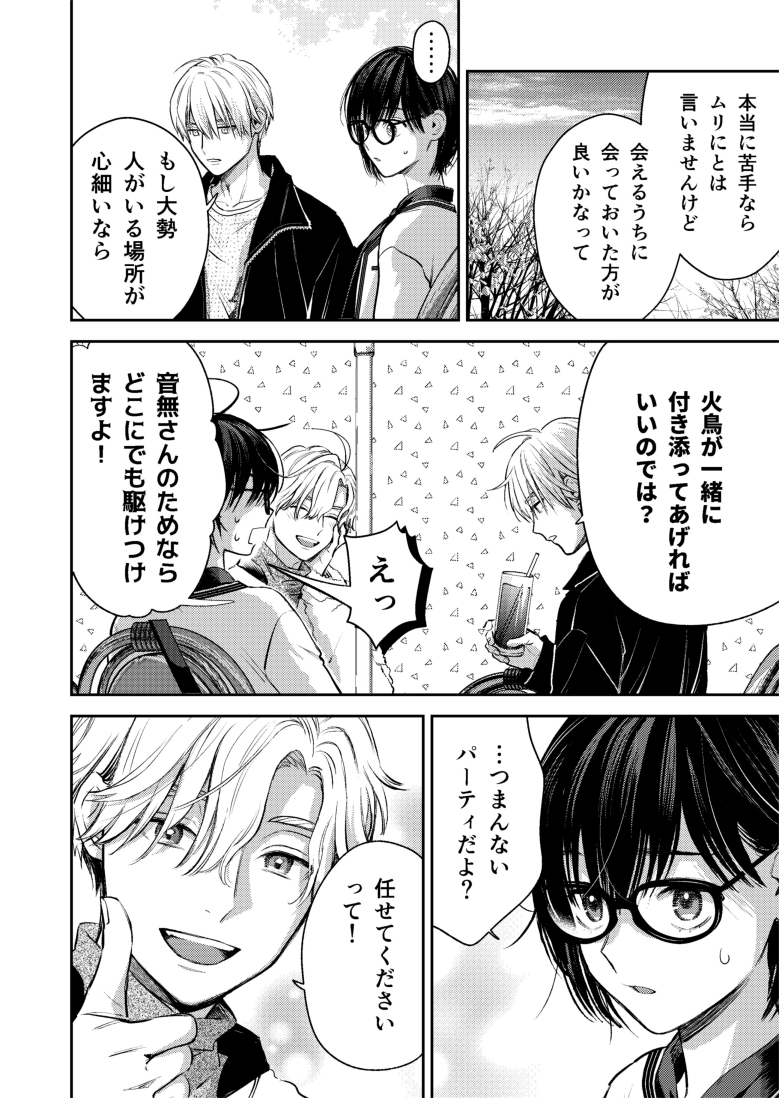 本当に苦手なら
ムリにとは
言いませんけど
会えるうちに
会っておいた方が
良いかなって
……
もし大勢
人がいる場所が
心細いなら
火鳥が一緒に
付き添ってあげれば
いいのでは？
えっ
音無さんのためなら
どこにでも駆けつけ
ますよ！
…つまんない
パーティだよ？
任せてください
って！